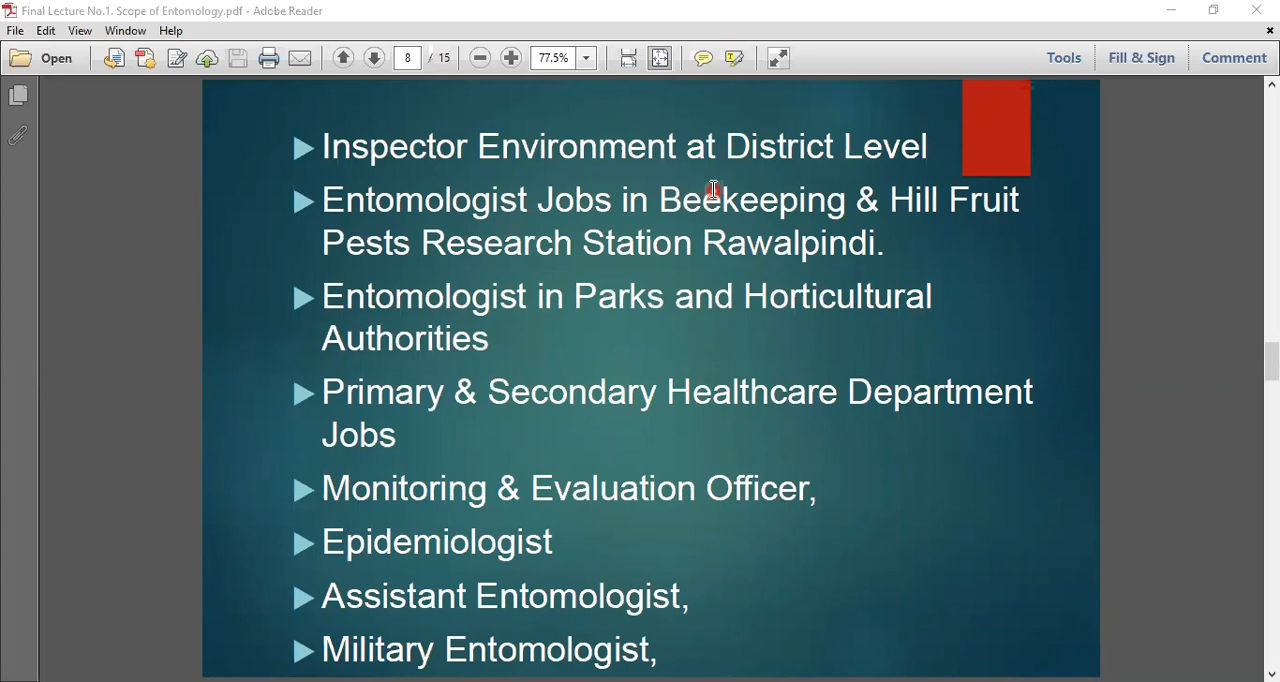 Final Lecture No.1. Scope of Entomology.pdf - Adobe Reader
File Edit View Window Help
Open 8 / 15 77.5% Tools Fill & Sign Comment
Inspector Environment at District Level
Entomologist Jobs in Beekeeping & Hill Fruit
Pests Research Station Rawalpindi.
Entomologist in Parks and Horticultural
Authorities
Primary & Secondary Healthcare Department
Jobs
Monitoring & Evaluation Officer,
Epidemiologist
Assistant Entomologist,
Military Entomologist,